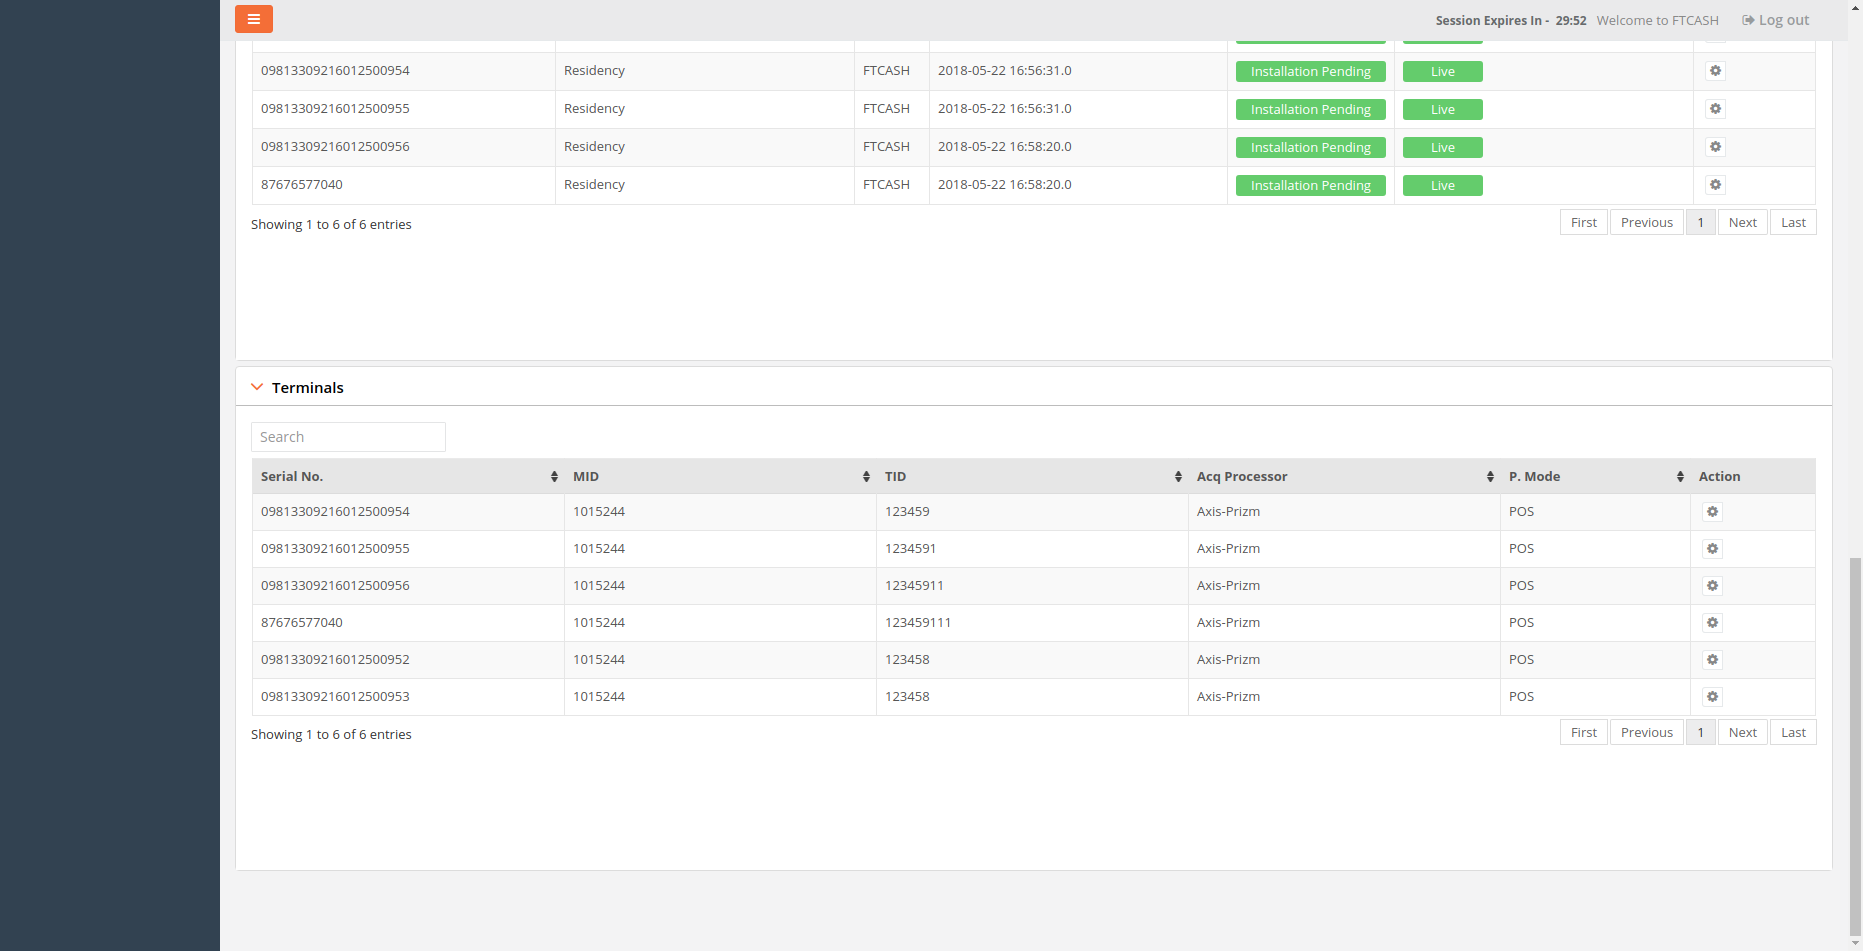 Session Expires In - 29:52 Welcome to FTCASH Log out
09813309216012500954 Residency FTCASH 2018-05-22 16:56:31.0 Installation Pending Live
09813309216012500955 Residency FTCASH 2018-05-22 16:56:31.0 Installation Pending Live
09813309216012500956 Residency FTCASH 2018-05-22 16:58:20.0 Installation Pending Live
87676577040 Residency FTCASH 2018-05-22 16:58:20.0 Installation Pending Live
Showing 1 to 6 of 6 entries First Previous 1 Next Last
Terminals
Search
Serial No. MID TID Acq Processor P. Mode Action
09813309216012500954 1015244 123459 Axis-Prizm POS
09813309216012500955 1015244 1234591 Axis-Prizm POS
09813309216012500956 1015244 12345911 Axis-Prizm POS
87676577040 1015244 123459111 Axis-Prizm POS
09813309216012500952 1015244 123458 Axis-Prizm POS
09813309216012500953 1015244 123458 Axis-Prizm POS
Showing 1 to 6 of 6 entries First Previous 1 Next Last